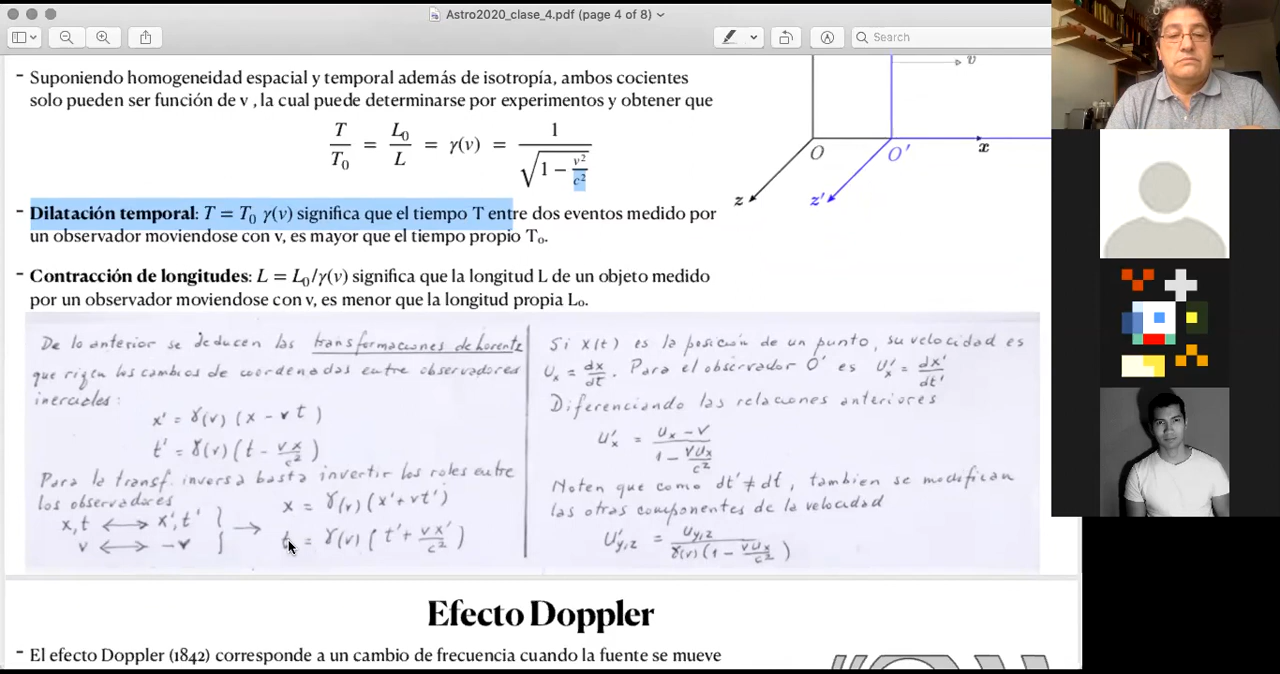 Astro2020_clase_4.pdf (page 4 of 8)
Search
- Suponiendo homogeneidad espacial y temporal además de isotropía, ambos cocientes
solo pueden ser función de v , la cual puede determinarse por experimentos y obtener que
T/T₀ = L₀/L = γ(v) = 1/√(1 − v²/c²)
v
O O' x
z z'
- Dilatación temporal: T = T₀ γ(v) significa que el tiempo T entre dos eventos medido por
un observador moviendose con v, es mayor que el tiempo propio T₀.
- Contracción de longitudes: L = L₀/γ(v) significa que la longitud L de un objeto medido
por un observador moviendose con v, es menor que la longitud propia L₀.
De lo anterior se deducen las transformaciones de Lorentz
que rigen los cambios de coordenadas entre observadores
inerciales:
x' = γ(v) (x − vt)
t' = γ(v) (t − vx/c²)
Para la transf. inversa basta invertir los roles entre
los observadores
x,t ⟷ x',t'
v ⟷ −v
→ x = γ(v) (x' + vt')
t = γ(v) (t' + vx'/c²)
Si x(t) es la posición de un punto, su velocidad es
Uₓ = dx/dt. Para el observador O' es U'ₓ = dx'/dt'
Diferenciando las relaciones anteriores
U'ₓ = (Uₓ − v)/(1 − vUₓ/c²)
Noten que como dt' ≠ dt, tambien se modifican
las otras componentes de la velocidad
U'y,z = Uy,z/(γ(v)(1 − vUₓ/c²))
Efecto Doppler
- El efecto Doppler (1842) corresponde a un cambio de frecuencia cuando la fuente se mueve